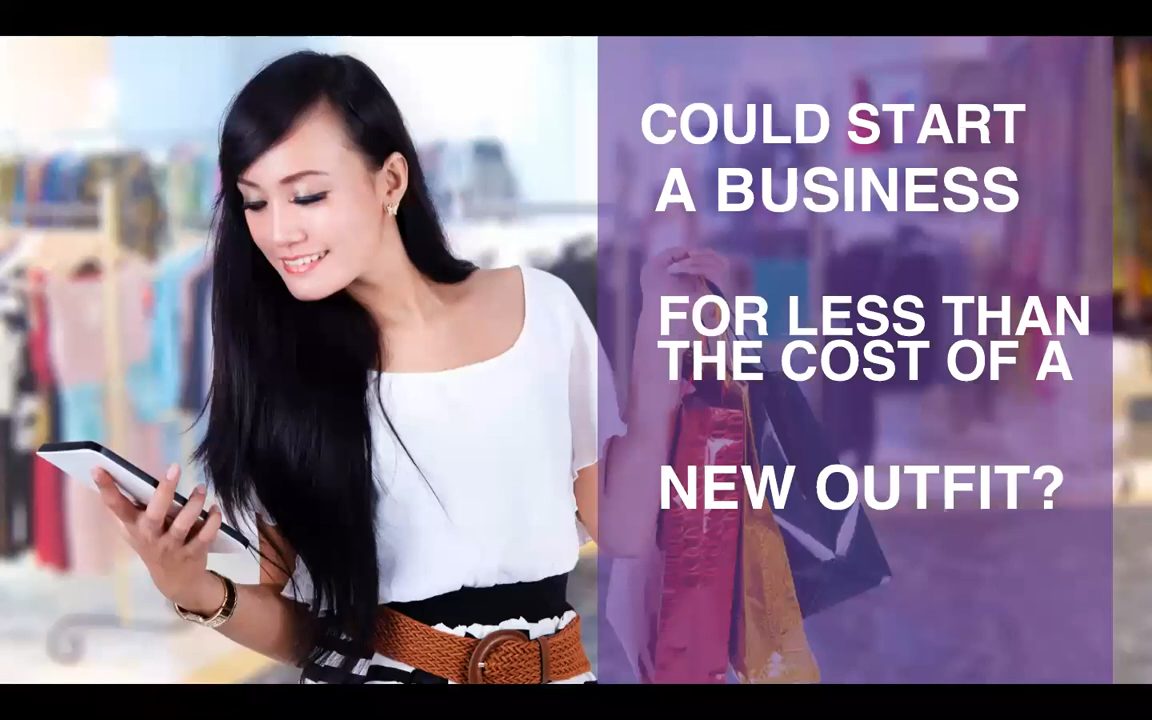 COULD START
A BUSINESS
FOR LESS THAN
THE COST OF A
NEW OUTFIT?